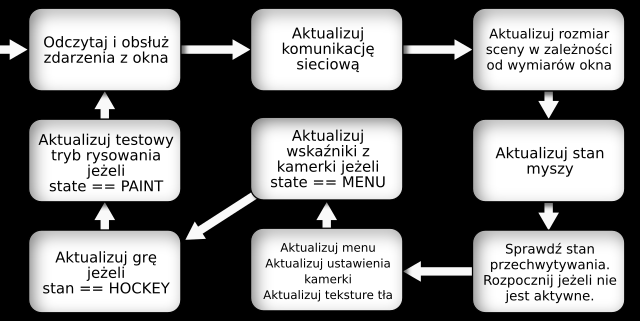 Odczytaj i obsłuż
zdarzenia z okna
Aktualizuj
komunikację
sieciową
Aktualizuj rozmiar
sceny w zależności
od wymiarów okna
Aktualizuj stan
myszy
Sprawdź stan
przechwytywania.
Rozpocznij jeżeli nie
jest aktywne.
Aktualizuj menu
Aktualizuj ustawienia
kamerki
Aktualizuj teksture tła
Aktualizuj
wskaźniki z
kamerki jeżeli
state == MENU
Aktualizuj grę
jeżeli
stan == HOCKEY
Aktualizuj testowy
tryb rysowania
jeżeli
state == PAINT